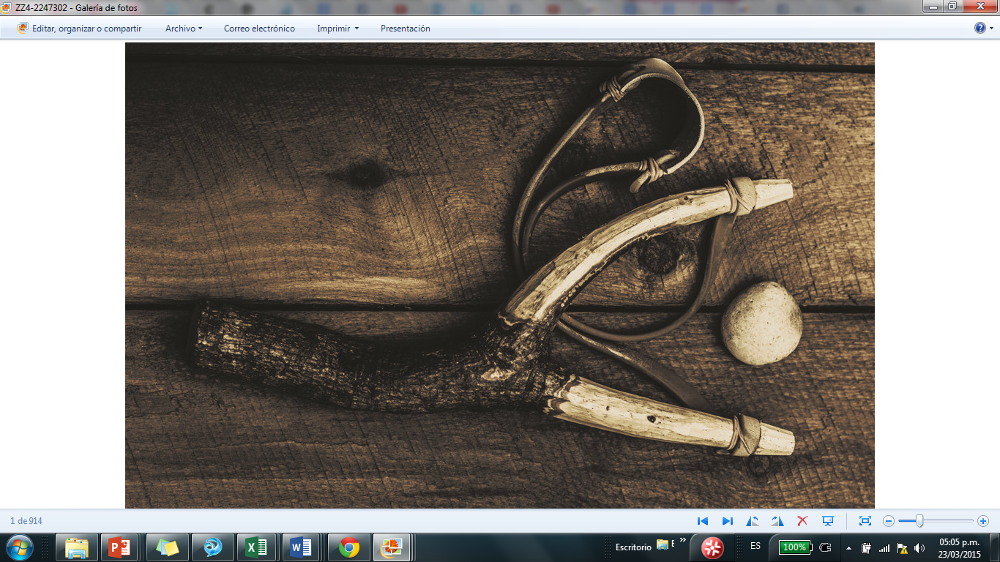 ZZ4-2247302 - Galería de fotos
Editar, organizar o compartir Archivo Correo electrónico Imprimir Presentación
1 de 914
Escritorio
ES
100%
05:05 p.m.
23/03/2015